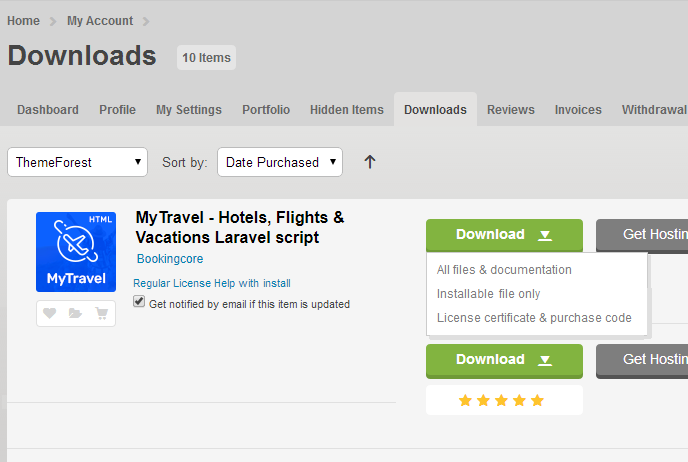 Home My Account
Downloads 10 Items
Dashboard Profile My Settings Portfolio Hidden Items Downloads Reviews Invoices Withdrawal
ThemeForest Sort by: Date Purchased
HTML
MyTravel
MyTravel - Hotels, Flights &
Vacations Laravel script
Bookingcore
Regular License Help with install
Get notified by email if this item is updated
Download Get Hosting
All files & documentation
Installable file only
License certificate & purchase code
Download Get Hosting